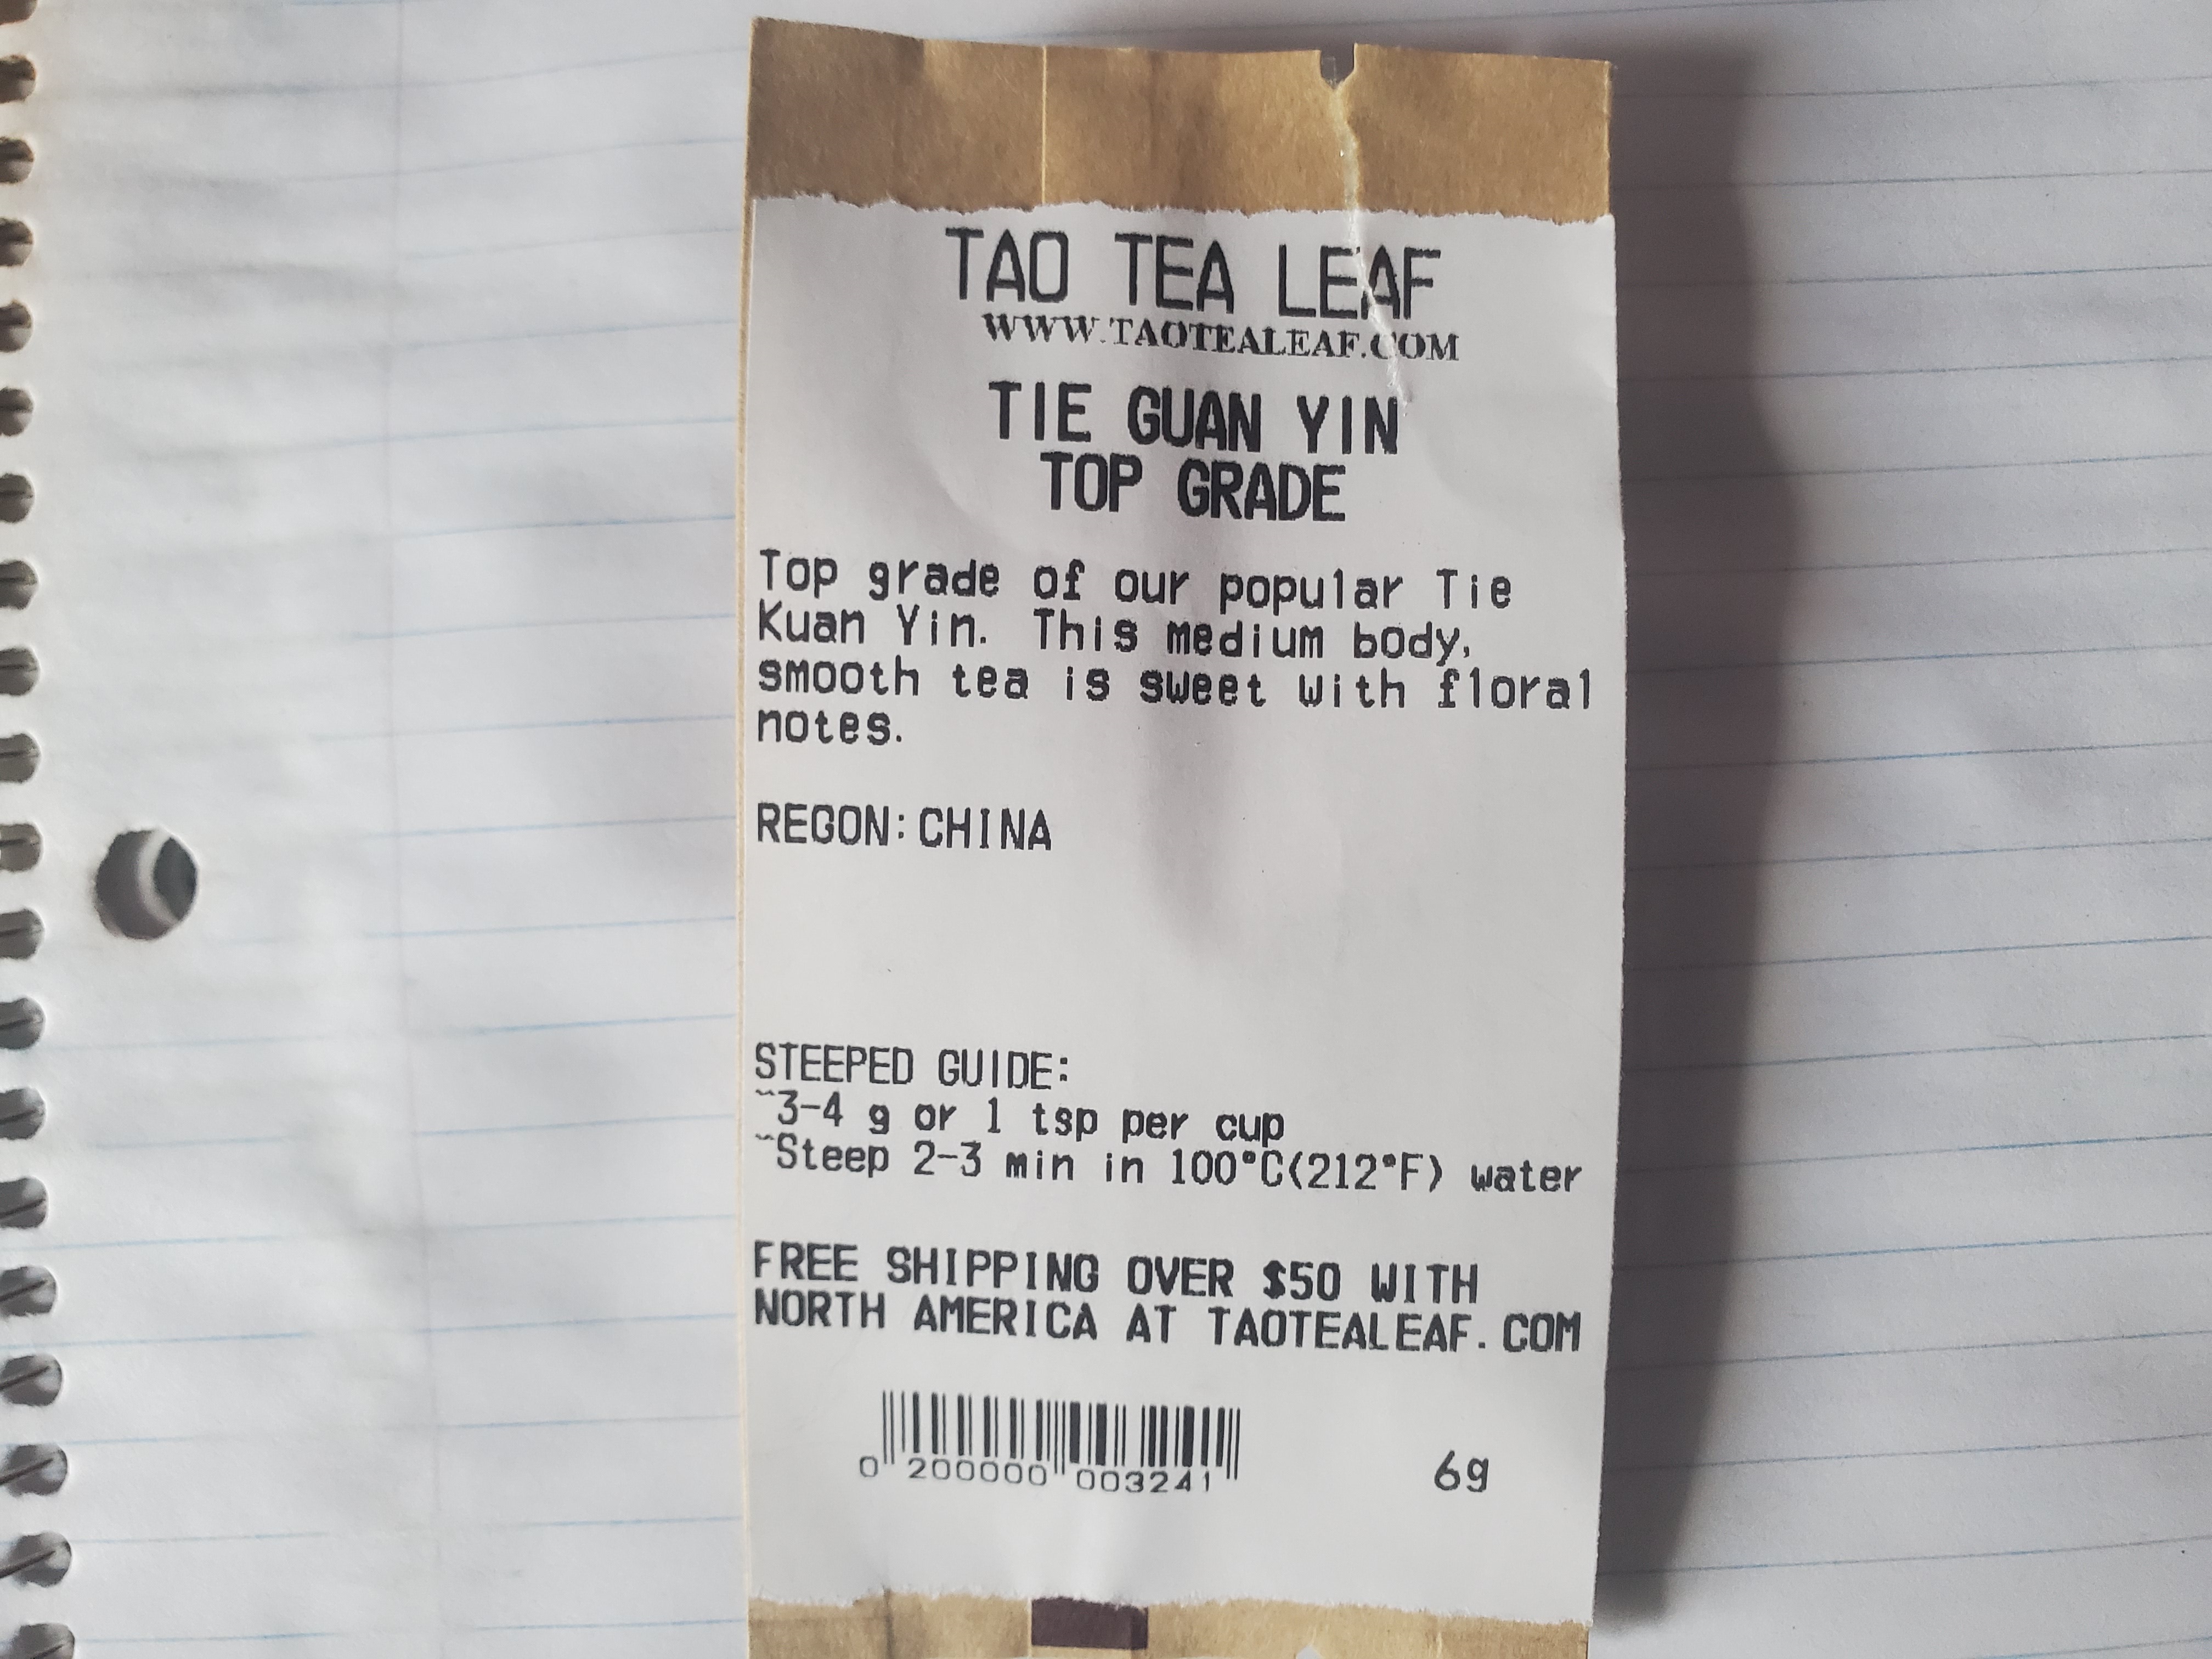 TAO TEA LEAF
WWW.TAOTEALEAF.COM
TIE GUAN YIN
TOP GRADE
Top grade of our popular Tie
Kuan Yin. This medium body,
smooth tea is sweet with floral
notes.
REGON:CHINA
STEEPED GUIDE:
~3-4 g or 1 tsp per cup
~Steep 2-3 min in 100°C(212°F) water
FREE SHIPPING OVER $50 WITH
NORTH AMERICA AT TAOTEALEAF.COM
0 200000 003241
6g